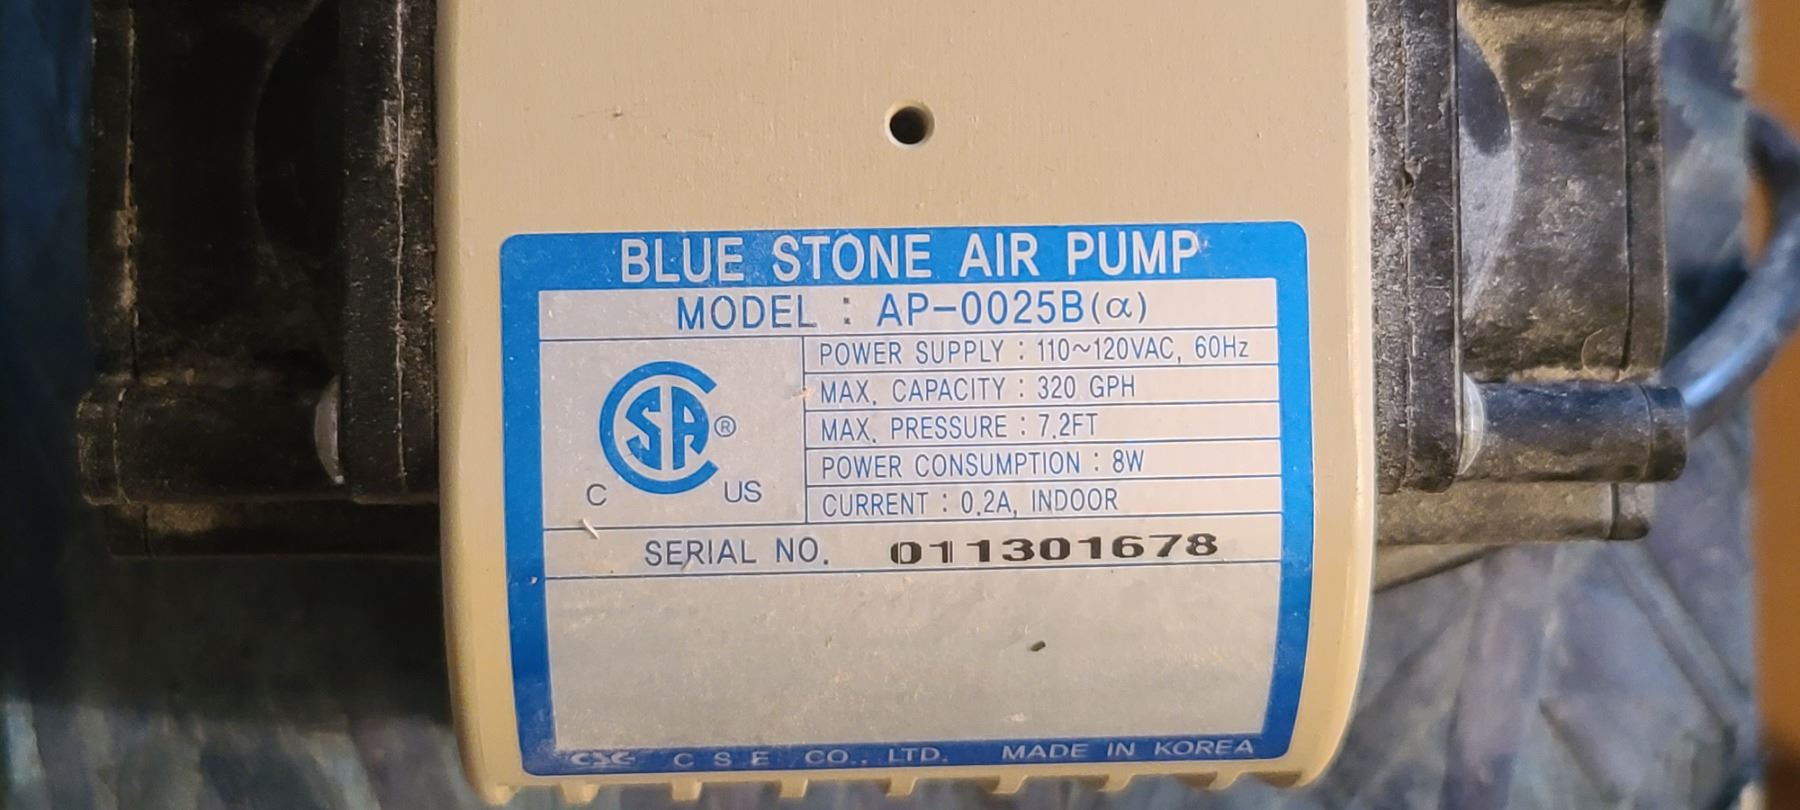 BLUE STONE AIR PUMP
MODEL : AP-0025B(α)
POWER SUPPLY : 110~120VAC, 60Hz
MAX. CAPACITY : 320 GPH
MAX. PRESSURE : 7.2FT
POWER CONSUMPTION : 8W
CURRENT : 0.2A, INDOOR
SA ®
C US
SERIAL NO. 011301678
CSE C S E CO., LTD. MADE IN KOREA